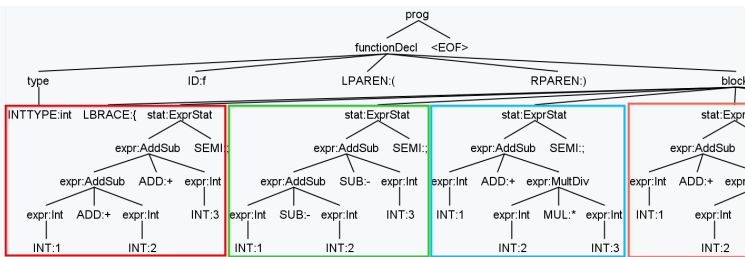 prog
functionDecl <EOF>
type ID:f LPAREN:( RPAREN:) block
INTTYPE:int LBRACE:{ stat:ExprStat stat:ExprStat stat:ExprStat stat:Expr
expr:AddSub SEMI:; expr:AddSub SEMI:; expr:AddSub SEMI:; expr:AddSub
expr:AddSub ADD:+ expr:Int expr:AddSub SUB:- expr:Int expr:Int ADD:+ expr:MultDiv expr:Int ADD:+ expr
expr:Int ADD:+ expr:Int INT:3 expr:Int SUB:- expr:Int INT:3 INT:1 expr:Int MUL:* expr:Int INT:1 expr:Int
INT:1 INT:2 INT:1 INT:2 INT:2 INT:3 INT:2